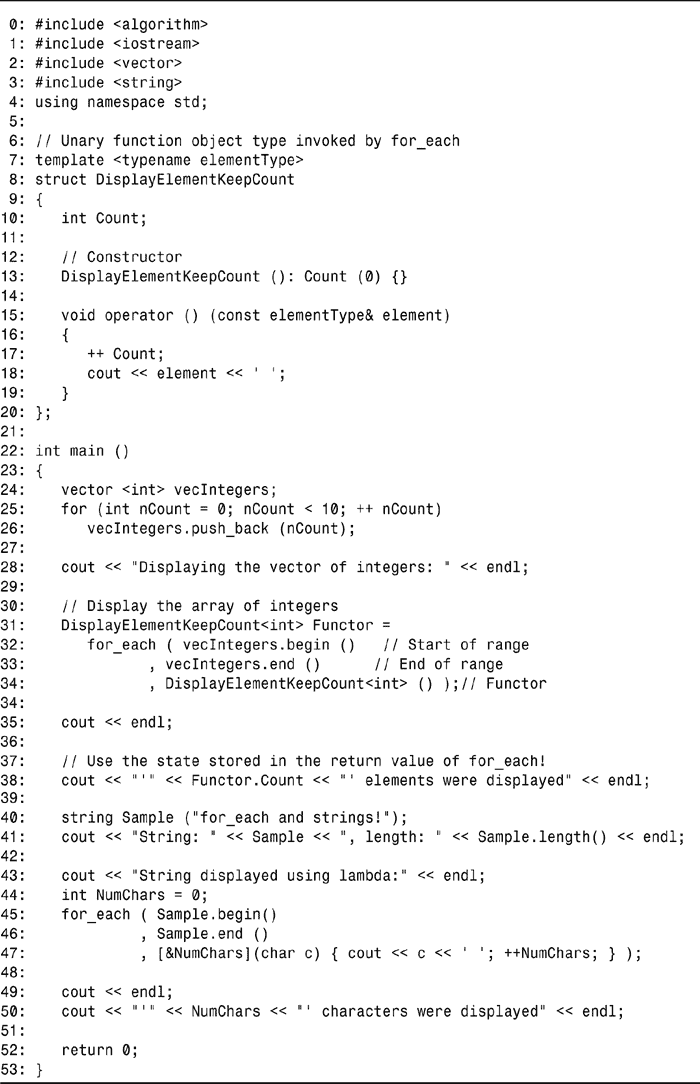 0: #include <algorithm>
1: #include <iostream>
2: #include <vector>
3: #include <string>
4: using namespace std;
5:
6: // Unary function object type invoked by for_each
7: template <typename elementType>
8: struct DisplayElementKeepCount
9: {
10:    int Count;
11:
12:    // Constructor
13:    DisplayElementKeepCount (): Count (0) {}
14:
15:    void operator () (const elementType& element)
16:    {
17:       ++ Count;
18:       cout << element << ' ';
19:    }
20: };
21:
22: int main ()
23: {
24:    vector <int> vecIntegers;
25:    for (int nCount = 0; nCount < 10; ++ nCount)
26:       vecIntegers.push_back (nCount);
27:
28:    cout << "Displaying the vector of integers: " << endl;
29:
30:    // Display the array of integers
31:    DisplayElementKeepCount<int> Functor =
32:       for_each ( vecIntegers.begin ()   // Start of range
33:              , vecIntegers.end ()      // End of range
34:              , DisplayElementKeepCount<int> () );// Functor
34:
35:    cout << endl;
36:
37:    // Use the state stored in the return value of for_each!
38:    cout << "'" << Functor.Count << "' elements were displayed" << endl;
39:
40:    string Sample ("for_each and strings!");
41:    cout << "String: " << Sample << ", length: " << Sample.length() << endl;
42:
43:    cout << "String displayed using lambda:" << endl;
44:    int NumChars = 0;
45:    for_each ( Sample.begin()
46:             , Sample.end ()
47:             , [&NumChars](char c) { cout << c << ' '; ++NumChars; } );
48:
49:    cout << endl;
50:    cout << "'" << NumChars << "' characters were displayed" << endl;
51:
52:    return 0;
53: }